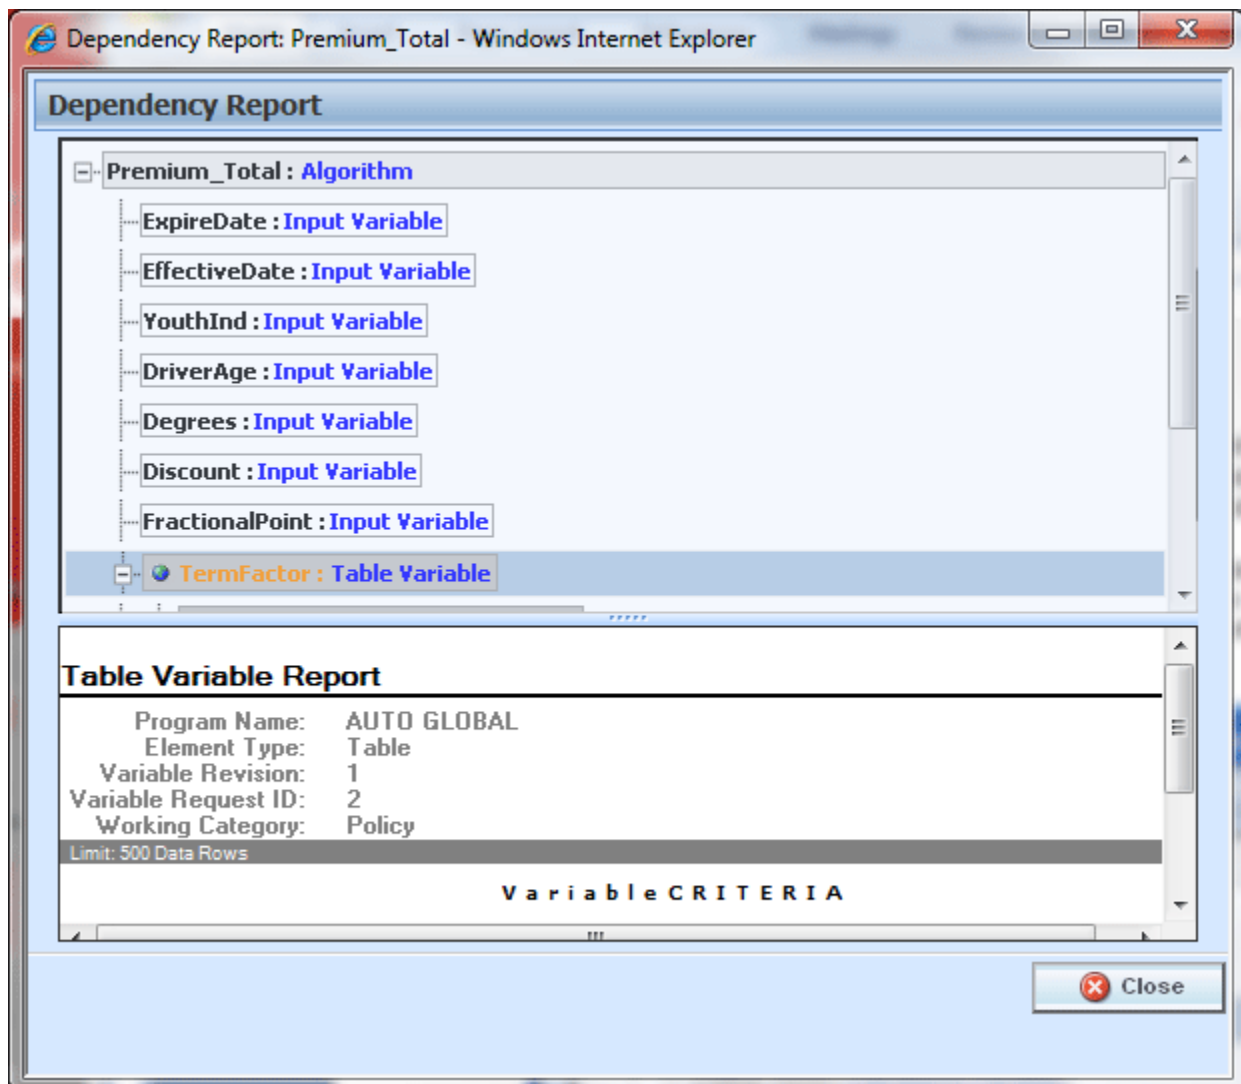 Dependency Report: Premium_Total - Windows Internet Explorer
Dependency Report
Premium_Total : Algorithm
ExpireDate : Input Variable
EffectiveDate : Input Variable
YouthInd : Input Variable
DriverAge : Input Variable
Degrees : Input Variable
Discount : Input Variable
FractionalPoint : Input Variable
TermFactor : Table Variable
Table Variable Report
Program Name: AUTO GLOBAL
Element Type: Table
Variable Revision: 1
Variable Request ID: 2
Working Category: Policy
Limit: 500 Data Rows
V a r i a b l e C R I T E R I A
Close